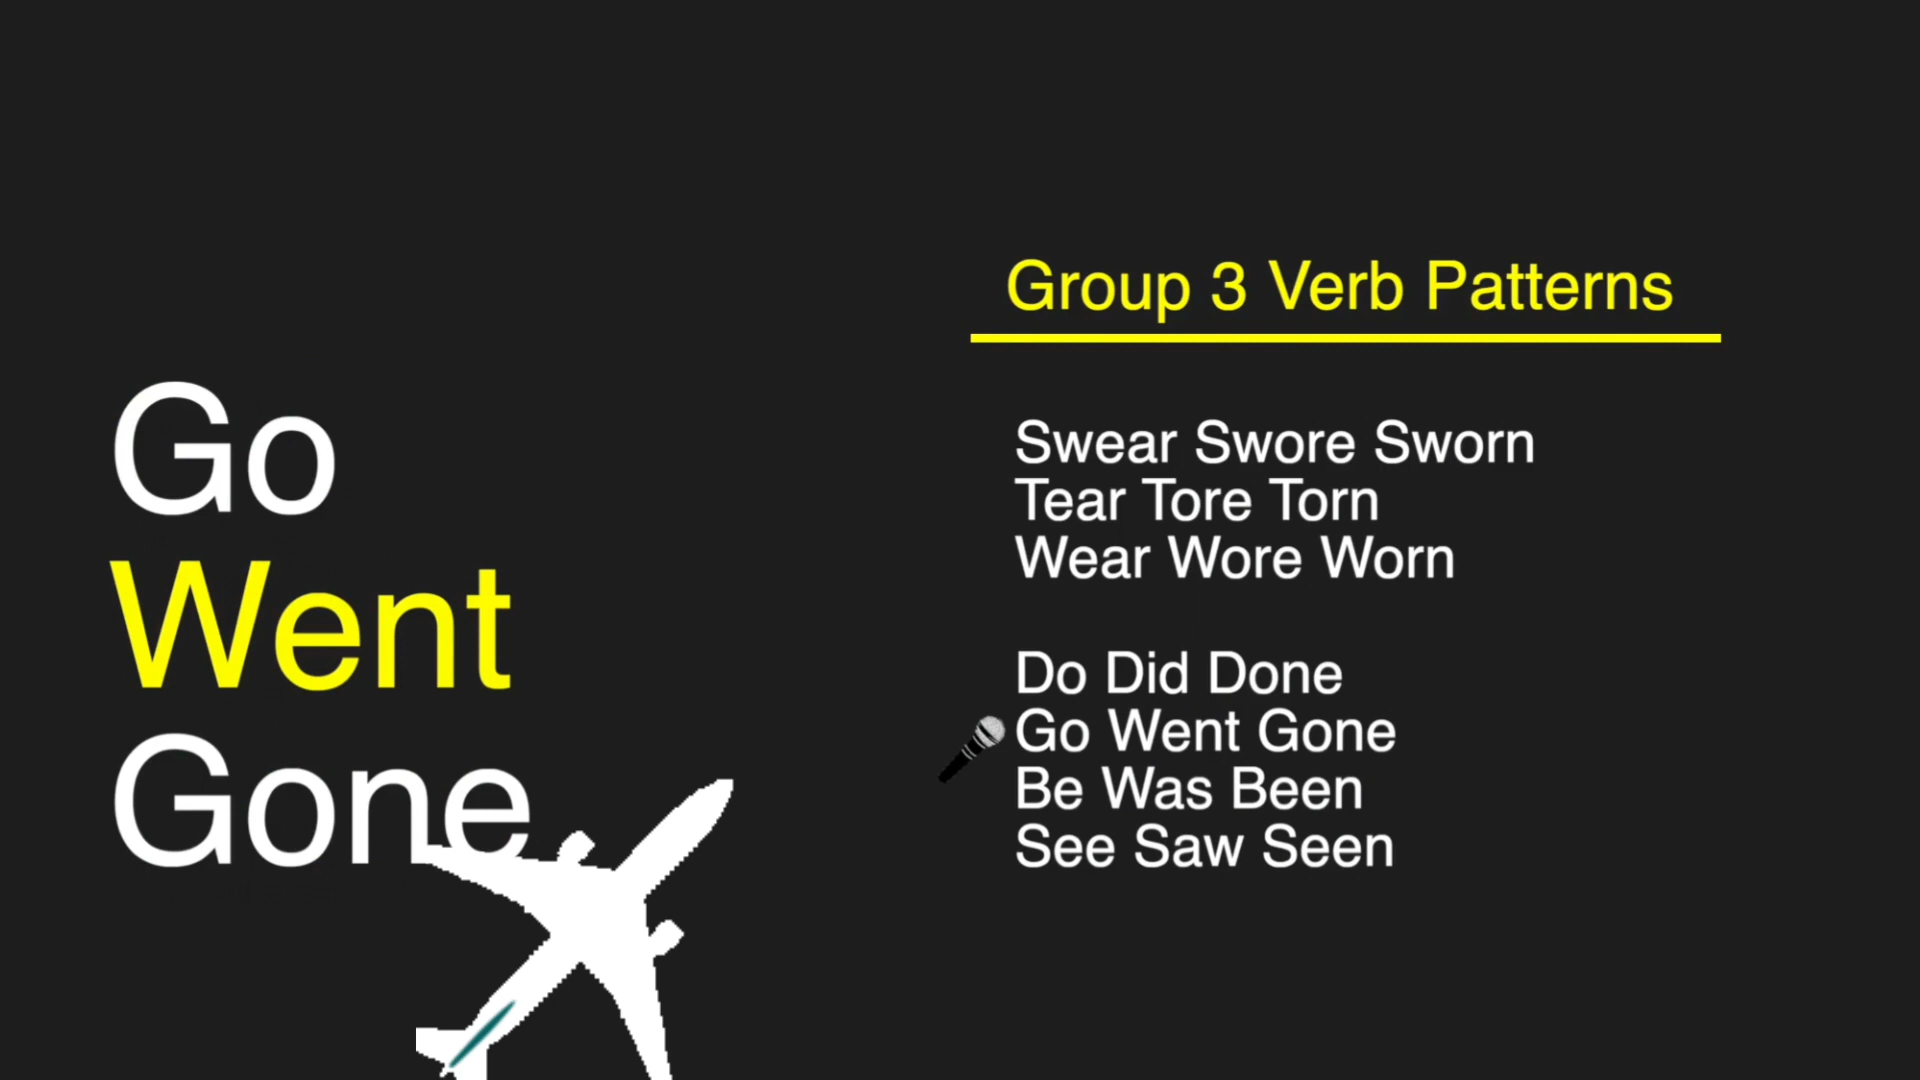 Go
Went
Gone
Group 3 Verb Patterns
Swear Swore Sworn
Tear Tore Torn
Wear Wore Worn
Do Did Done
Go Went Gone
Be Was Been
See Saw Seen